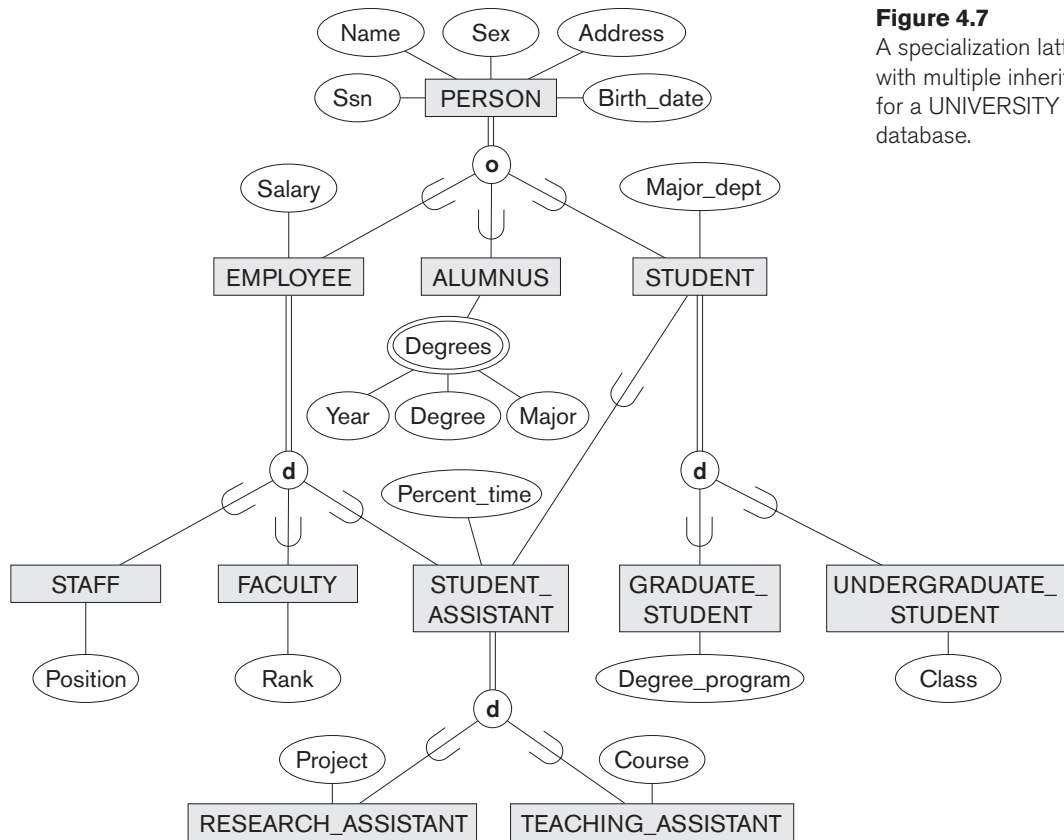 Figure 4.7
A specialization latt
with multiple inherit
for a UNIVERSITY
database.
Name
Sex
Address
Ssn
PERSON
Birth_date
o
Salary
Major_dept
EMPLOYEE
ALUMNUS
STUDENT
Degrees
Year
Degree
Major
d
d
Percent_time
STAFF
FACULTY
STUDENT_
ASSISTANT
GRADUATE_
STUDENT
UNDERGRADUATE_
STUDENT
Position
Rank
Degree_program
Class
d
Project
Course
RESEARCH_ASSISTANT
TEACHING_ASSISTANT